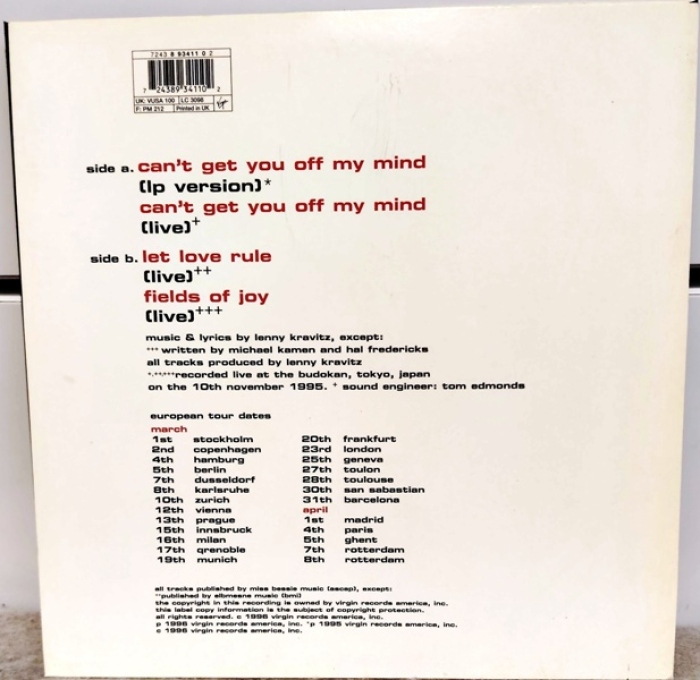 7243 8 93411 0 2
7 24389 34110 2
UK: VUSA 100 LC 3098
F: PM 212 Printed in UK Virgin
side a. can't get you off my mind
(lp version)*
can't get you off my mind
(live)+
side b. let love rule
(live)++
fields of joy
(live)+++
music & lyrics by lenny kravitz, except:
+++ written by michael kamen and hal fredericks
all tracks produced by lenny kravitz
+,++,+++recorded live at the budokan, tokyo, japan
on the 10th november 1995. + sound engineer: tom edmonds
european tour dates
march
1st stockholm 20th frankfurt
2nd copenhagen 23rd london
4th hamburg 25th geneva
5th berlin 27th toulon
7th dusseldorf 28th toulouse
8th karlsruhe 30th san sabastian
10th zurich 31th barcelona
12th vienna april
13th prague 1st madrid
15th innsbruck 4th paris
16th milan 5th ghent
17th grenoble 7th rotterdam
19th munich 8th rotterdam
all tracks published by miss bessie music (ascap), except:
++published by elbmesne music (bmi)
the copyright in this recording is owned by virgin records america, inc.
this label copy information is the subject of copyright protection.
all rights reserved. c 1996 virgin records america, inc.
p 1996 virgin records america, inc. *p 1995 virgin records america, inc.
c 1996 virgin records america, inc.